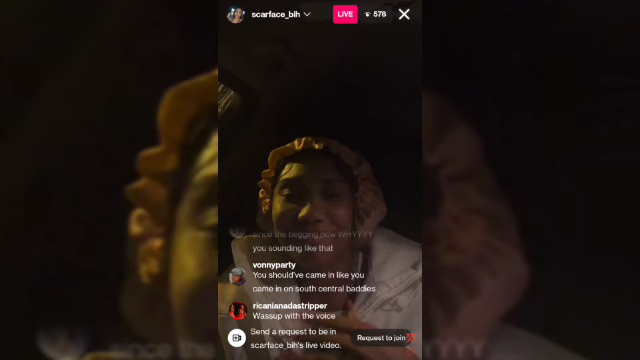 scarface_bih LIVE 578
since the begging now WHYYYY
you sounding like that
vonnyparty
You should've came in like you
came in on south central baddies
ricanianadastripper
Wassup with the voice
Send a request to be in
scarface_bih's live video.
Request to join